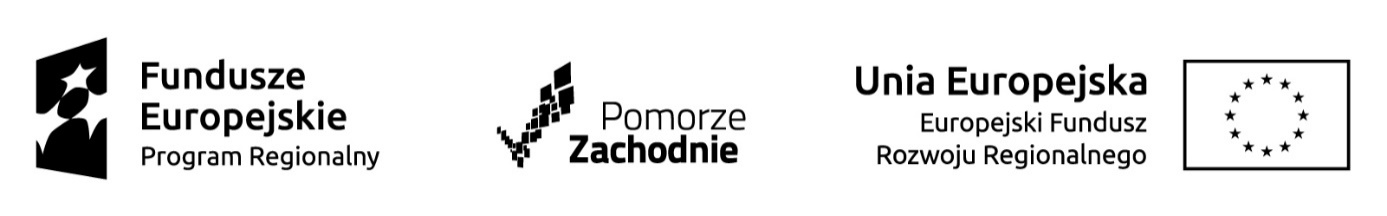 Fundusze
Europejskie
Program Regionalny
Pomorze
Zachodnie
Unia Europejska
Europejski Fundusz
Rozwoju Regionalnego